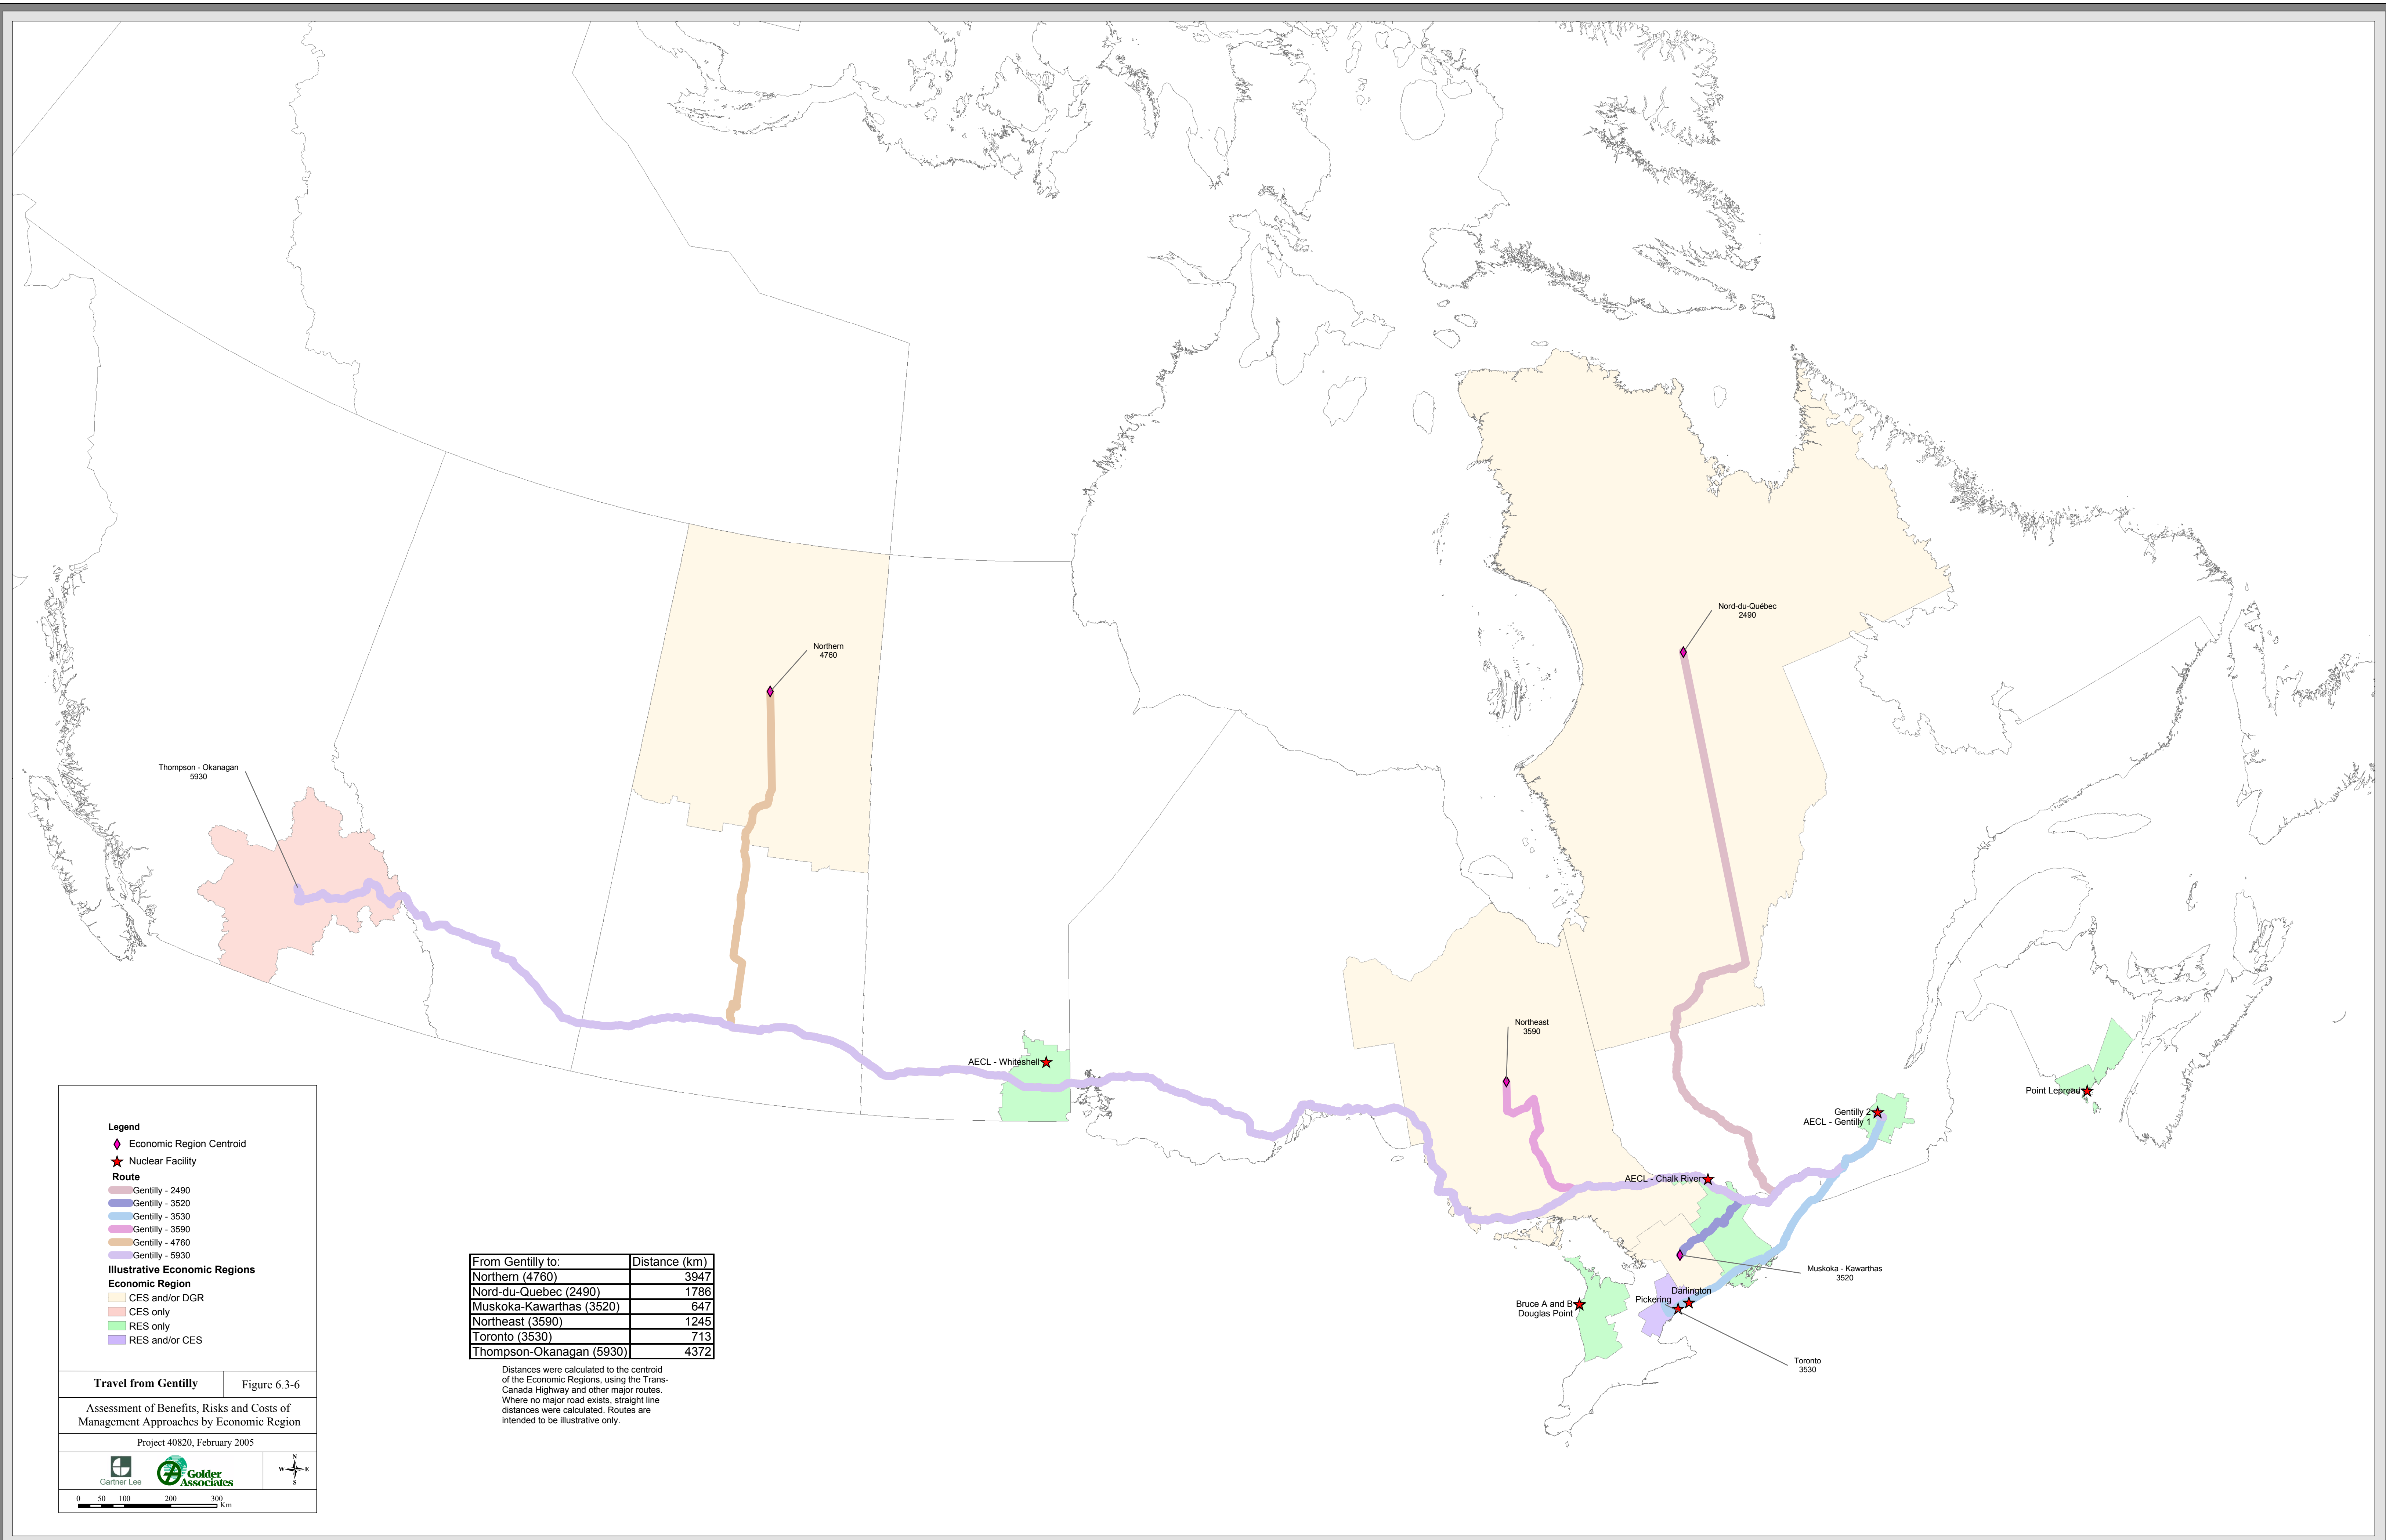 Nord-du-Québec
2490
Northern
4760
Thompson - Okanagan
5930
Northeast
3590
AECL - Whiteshell
Point Lepreau
Gentilly 2
AECL - Gentilly 1
AECL - Chalk River
Muskoka - Kawarthas
3520
Darlington
Pickering
Bruce A and B
Douglas Point
Toronto
3530
Legend
Economic Region Centroid
Nuclear Facility
Route
Gentilly - 2490
Gentilly - 3520
Gentilly - 3530
Gentilly - 3590
Gentilly - 4760
Gentilly - 5930
Illustrative Economic Regions
Economic Region
CES and/or DGR
CES only
RES only
RES and/or CES
Travel from Gentilly
Figure 6.3-6
Assessment of Benefits, Risks and Costs of
Management Approaches by Economic Region
Project 40820, February 2005
Gartner Lee
Golder
Associates
N
W E
S
0 50 100 200 300
Km
From Gentilly to: Distance (km)
Northern (4760) 3947
Nord-du-Quebec (2490) 1786
Muskoka-Kawarthas (3520) 647
Northeast (3590) 1245
Toronto (3530) 713
Thompson-Okanagan (5930) 4372
Distances were calculated to the centroid
of the Economic Regions, using the Trans-
Canada Highway and other major routes.
Where no major road exists, straight line
distances were calculated. Routes are
intended to be illustrative only.